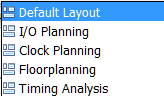 Default Layout
I/O Planning
Clock Planning
Floorplanning
Timing Analysis